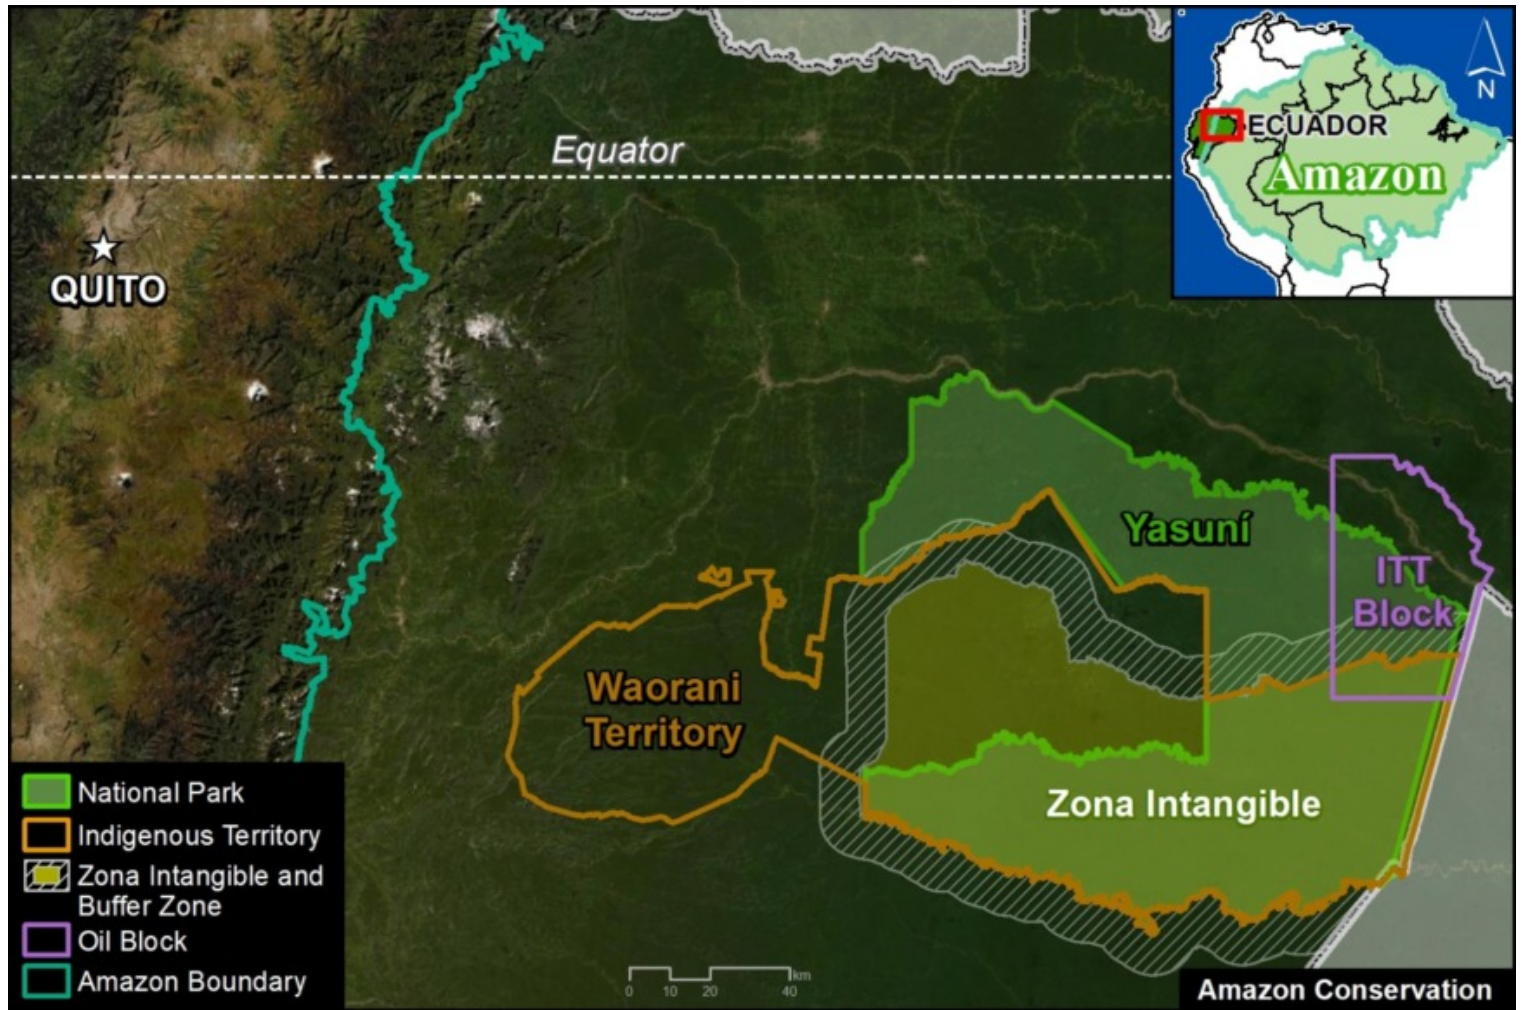 Equator
QUITO
N
ECUADOR
Amazon
Yasuní
ITT
Block
Waorani
Territory
Zona Intangible
National Park
Indigenous Territory
Zona Intangible and
Buffer Zone
Oil Block
Amazon Boundary
km
0 10 20 40
Amazon Conservation